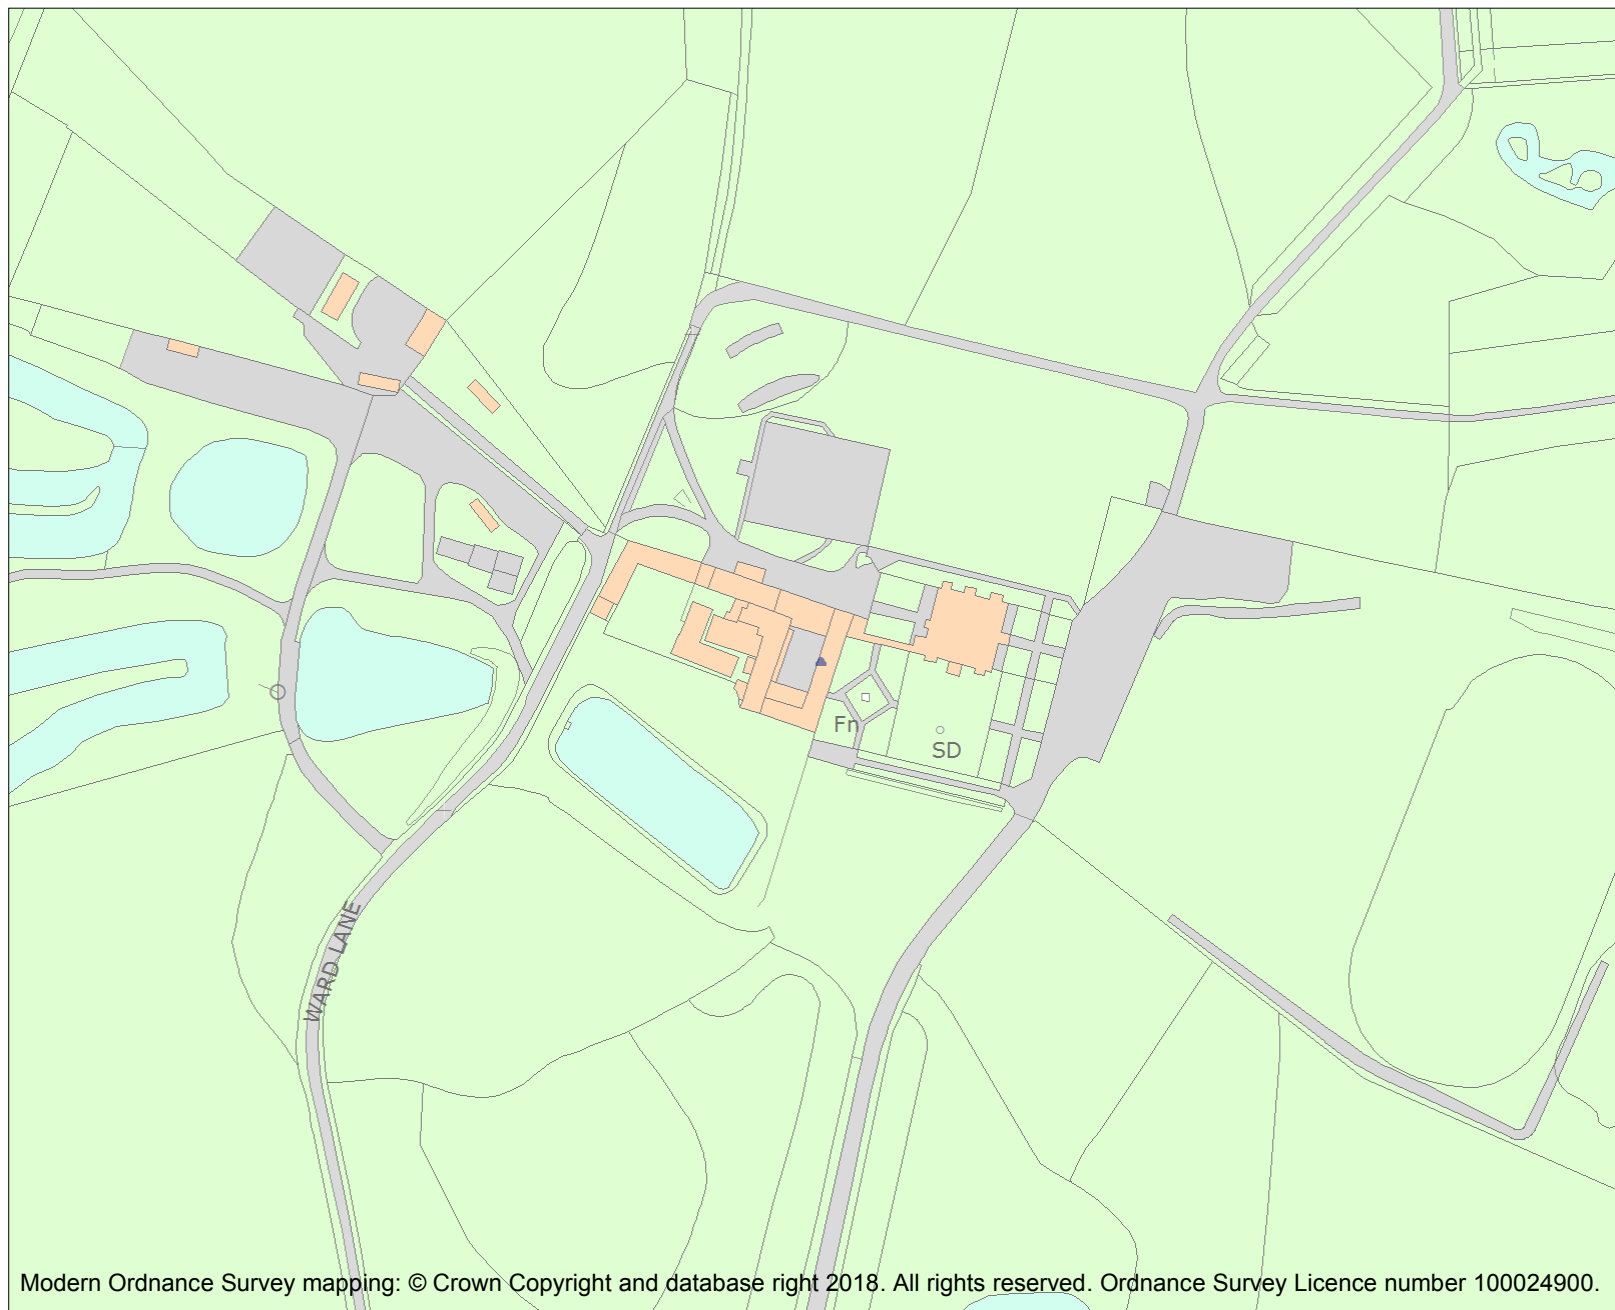 Fn
SD
WARD LANE
Modern Ordnance Survey mapping: © Crown Copyright and database right 2018. All rights reserved. Ordnance Survey Licence number 100024900.